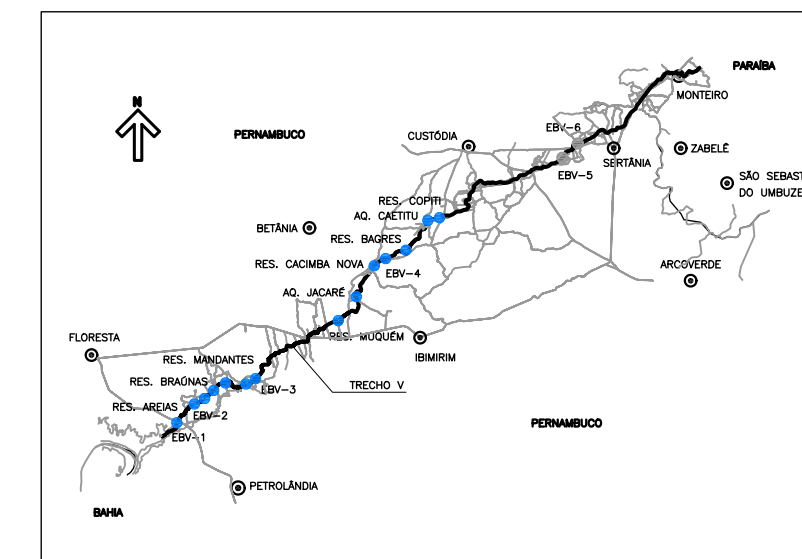 PARAÍBA
N
MONTEIRO
PERNAMBUCO
CUSTÓDIA
EBV-6
ZABELÊ
SERTÂNIA
EBV-5
SÃO SEBAST
DO UMBUZE
RES. COPITI
AQ. CAETITU
BETÂNIA
RES. BAGRES
RES. CACIMBA NOVA
EBV-4
ARCOVERDE
AQ. JACARÉ
FLORESTA
RES. MUQUÉM
IBIMIRIM
RES. MANDANTES
RES. BRAÚNAS
EBV-3
TRECHO V
RES. AREIAS
EBV-2
PERNAMBUCO
EBV-1
PETROLÂNDIA
BAHIA